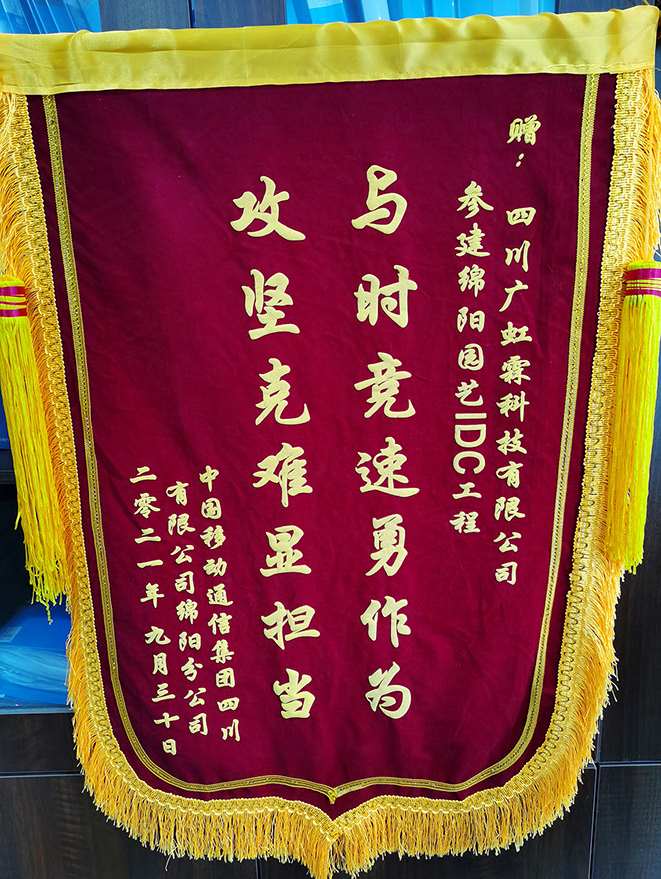 赠：四川广虹霖科技有限公司
参建绵阳园艺IDC工程
与时竞速勇作为
攻坚克难显担当
中国移动通信集团四川
有限公司绵阳分公司
二零二一年九月三十日